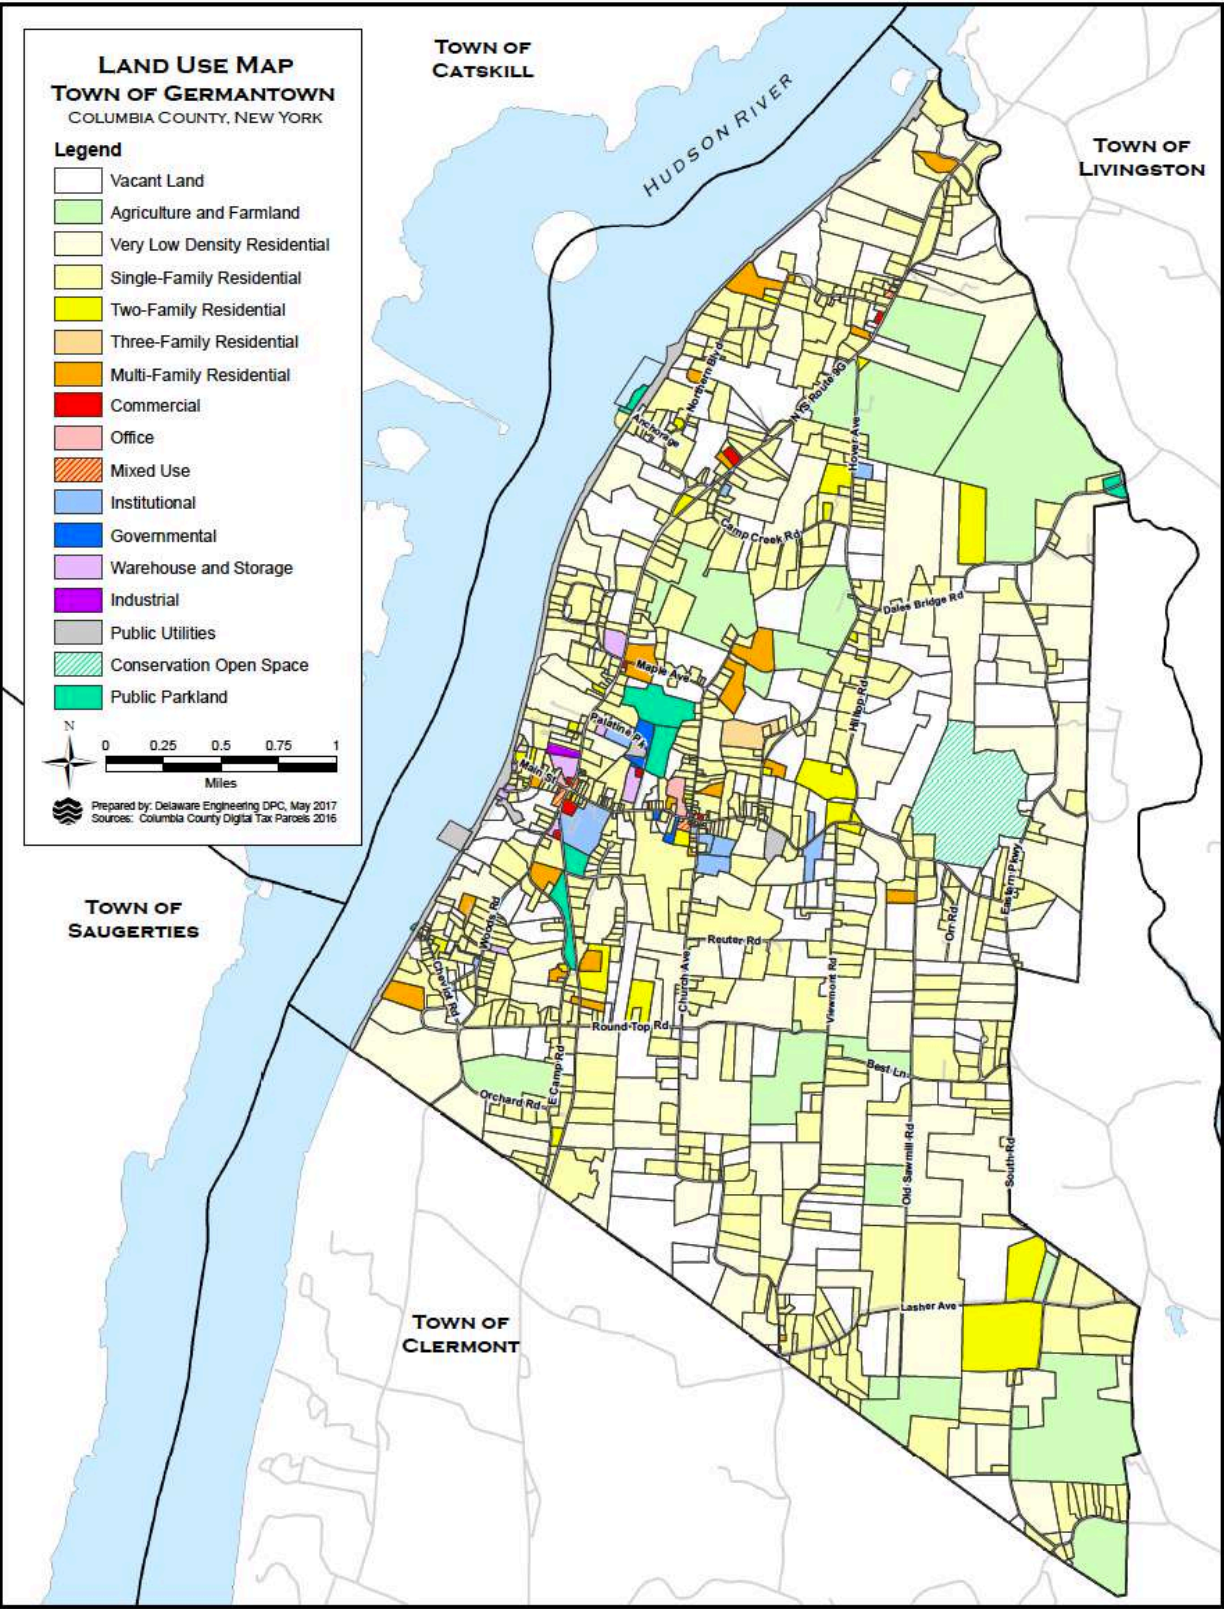 LAND USE MAP
TOWN OF GERMANTOWN
COLUMBIA COUNTY, NEW YORK
Legend
Vacant Land
Agriculture and Farmland
Very Low Density Residential
Single-Family Residential
Two-Family Residential
Three-Family Residential
Multi-Family Residential
Commercial
Office
Mixed Use
Institutional
Governmental
Warehouse and Storage
Industrial
Public Utilities
Conservation Open Space
Public Parkland
N
0 0.25 0.5 0.75 1
Miles
Prepared by: Delaware Engineering DPC, May 2017
Sources: Columbia County Digital Tax Parcels 2016
TOWN OF
CATSKILL
HUDSON RIVER
TOWN OF
LIVINGSTON
Northern Blvd
NYS Route 9G
Anchorage
Hover Ave
Camp Creek Rd
Dales Bridge Rd
Maple Ave
Hilltop Rd
Palatine Pk
Main St
Eastern Pkwy
TOWN OF
SAUGERTIES
Woods Rd
Orr Rd
Reuter Rd
Cheviot Rd
Church Ave
Viewmont Rd
Round Top Rd
E Camp Rd
Best Ln
Orchard Rd
Old Sawmill Rd
South Rd
Lasher Ave
TOWN OF
CLERMONT